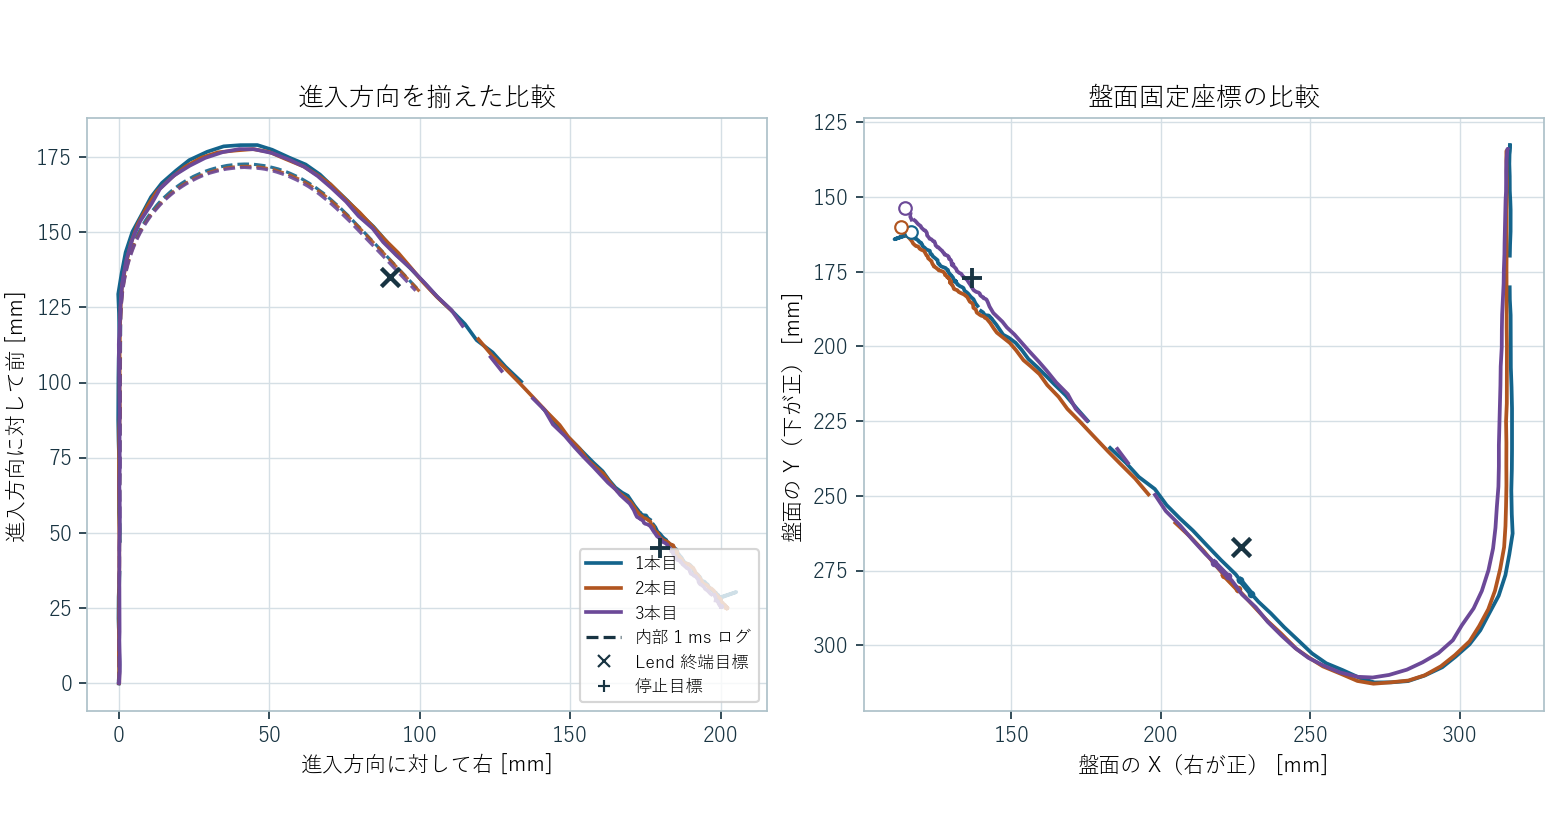 進入方向を揃えた比較
進入方向に対して前 [mm]
175
150
125
100
75
50
25
0
0
50
100
150
200
進入方向に対して右 [mm]
1本目
2本目
3本目
内部 1 ms ログ
Lend 終端目標
停止目標
盤面固定座標の比較
盤面の Y（下が正） [mm]
125
150
175
200
225
250
275
300
150
200
250
300
盤面の X（右が正） [mm]